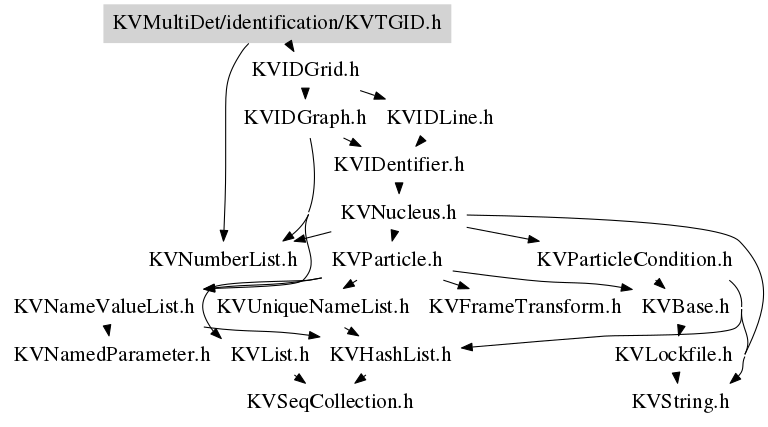 KVMultiDet/identification/KVTGID.h
KVIDGrid.h
KVIDGraph.h KVIDLine.h
KVIDentifier.h
KVNucleus.h
KVNumberList.h KVParticle.h KVParticleCondition.h
KVNameValueList.h KVUniqueNameList.h KVFrameTransform.h KVBase.h
KVNamedParameter.h KVList.h KVHashList.h KVLockfile.h
KVSeqCollection.h KVString.h